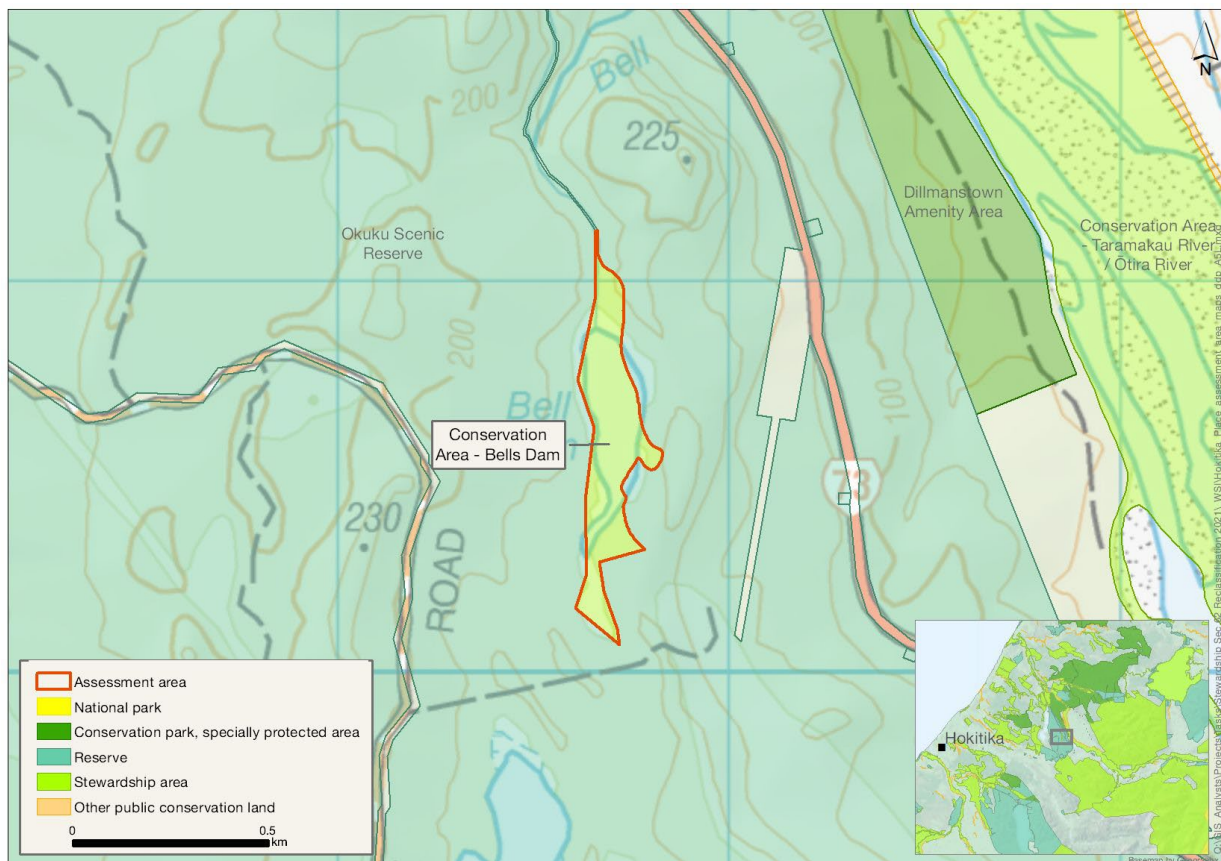 Bell
200
100
225
N
Dillmanstown
Amenity Area
Okuku Scenic
Reserve
Conservation Area
- Taramakau River
/ Ōtira River
200
200
Bell
Conservation
Area - Bells Dam
100
73
230
ROAD
Assessment area
National park
Conservation park, specially protected area
Reserve
Stewardship area
Other public conservation land
0
0.5
km
Hokitika